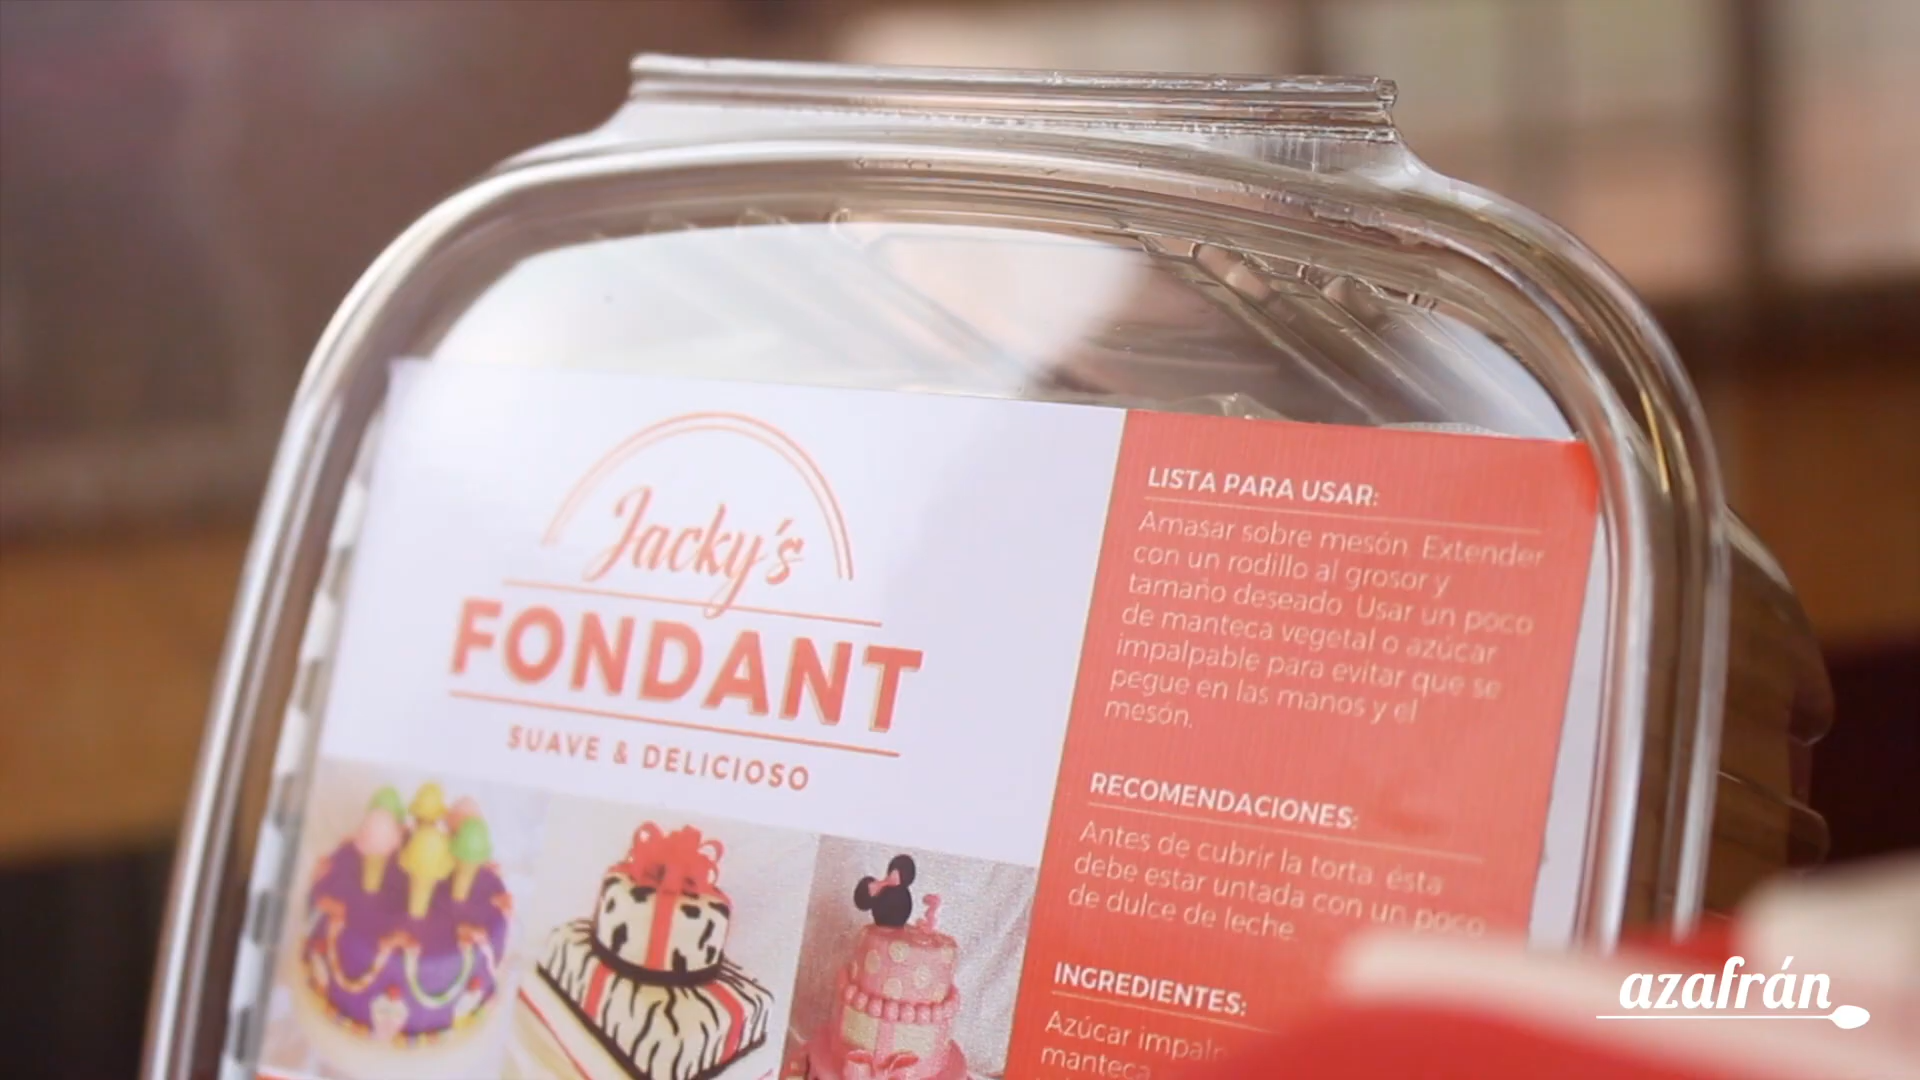 Jacky's
FONDANT
SUAVE & DELICIOSO
LISTA PARA USAR:
Amasar sobre mesón. Extender
con un rodillo al grosor y
tamaño deseado. Usar un poco
de manteca vegetal o azúcar
impalpable para evitar que se
pegue en las manos y el
mesón.
RECOMENDACIONES:
Antes de cubrir la torta, ésta
debe estar untada con un poco
de dulce de leche.
INGREDIENTES:
Azúcar
manteca
azafrán